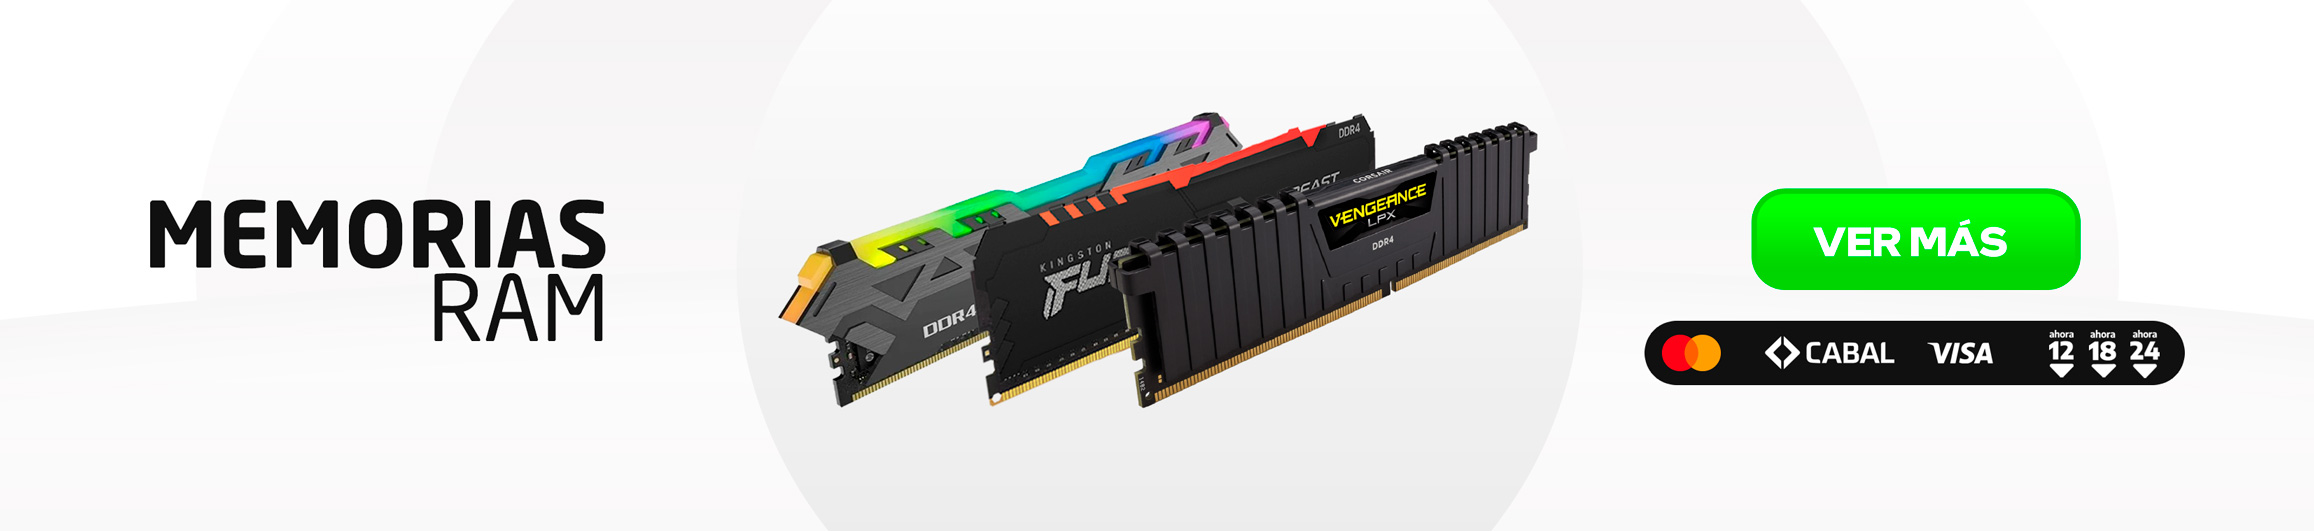 MEMORIAS
RAM
DDR4
KINGSTON
DDR4
CORSAIR
VENGEANCE
LPX
DDR4
VER MÁS
CABAL
VISA
ahora
12
ahora
18
ahora
24